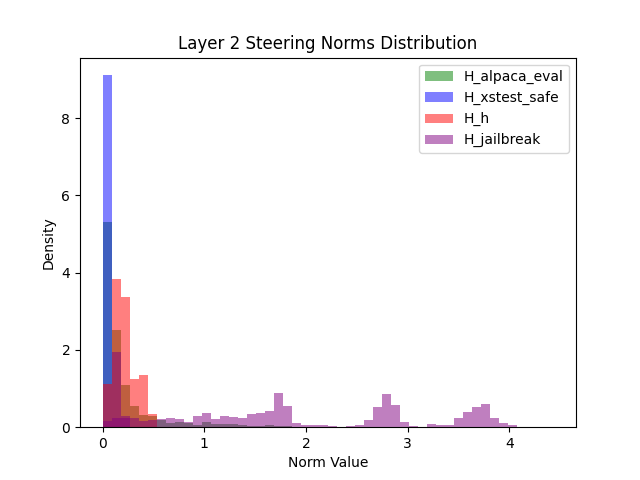 Layer 2 Steering Norms Distribution
H_alpaca_eval
H_xstest_safe
H_h
H_jailbreak
Density
8
6
4
2
0
0 1 2 3 4
Norm Value